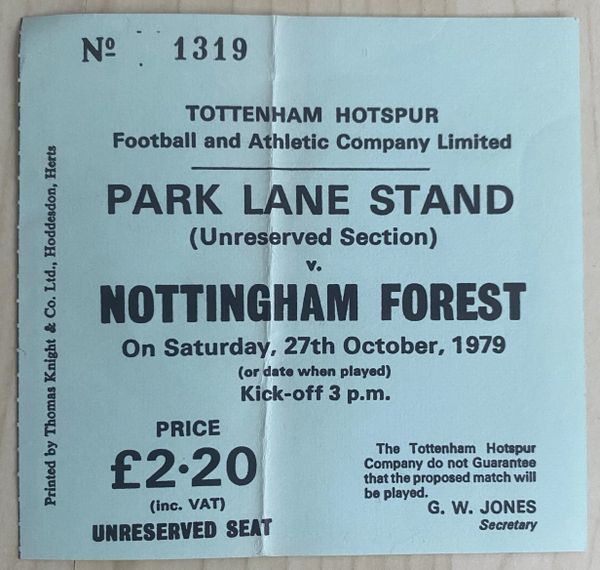 Nº 1319
TOTTENHAM HOTSPUR
Football and Athletic Company Limited
PARK LANE STAND
(Unreserved Section)
v.
NOTTINGHAM FOREST
On Saturday, 27th October, 1979
(or date when played)
Kick-off 3 p.m.
PRICE
£2·20
(inc. VAT)
UNRESERVED SEAT
The Tottenham Hotspur
Company do not Guarantee
that the proposed match will
be played.
G. W. JONES
Secretary
Printed by Thomas Knight & Co. Ltd., Hoddesdon, Herts